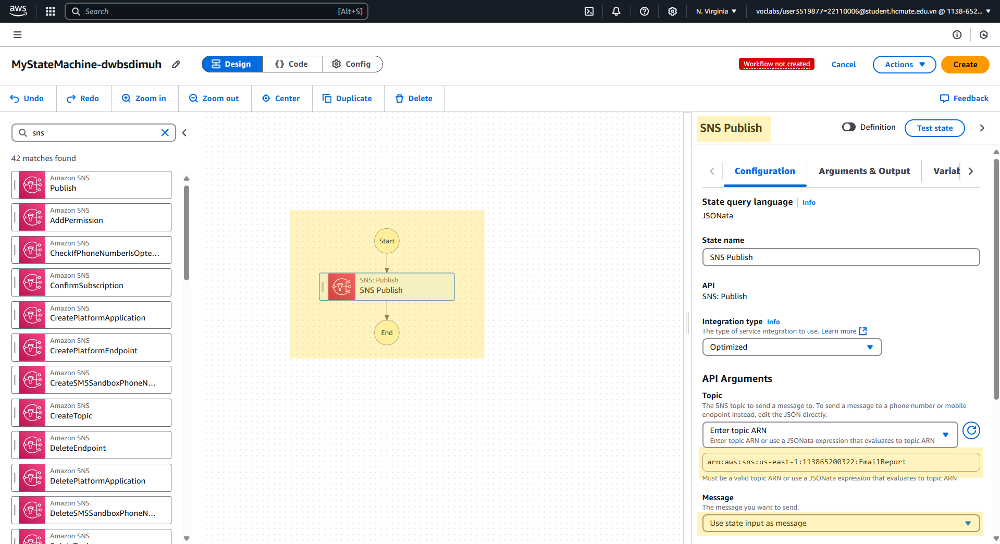 aws
Search
[Alt+S]
N. Virginia
voclabs/user3519877=22110006@student.hcmute.edu.vn @ 1138-652...
MyStateMachine-dwbsdimuh
Design
{} Code
Config
Workflow not created
Cancel
Actions
Create
Undo
Redo
Zoom in
Zoom out
Center
Duplicate
Delete
Feedback
sns
42 matches found
Amazon SNS
Publish
Amazon SNS
AddPermission
Amazon SNS
CheckIfPhoneNumberIsOpte...
Amazon SNS
ConfirmSubscription
Amazon SNS
CreatePlatformApplication
Amazon SNS
CreatePlatformEndpoint
Amazon SNS
CreateSMSSandboxPhoneN...
Amazon SNS
CreateTopic
Amazon SNS
DeleteEndpoint
Amazon SNS
DeletePlatformApplication
Amazon SNS
DeleteSMSSandboxPhoneN...
Amazon SNS
Start
SNS: Publish
SNS Publish
End
SNS Publish
Definition
Test state
Configuration
Arguments & Output
Variab
State query language
Info
JSONata
State name
SNS Publish
API
SNS: Publish
Integration type
Info
The type of service integration to use. Learn more
Optimized
API Arguments
Topic
The SNS topic to send a message to. To send a message to a phone number or mobile
endpoint instead, edit the JSON directly.
Enter topic ARN
Enter topic ARN or use a JSONata expression that evaluates to topic ARN
arn:aws:sns:us-east-1:113865200322:EmailReport
Must be a valid topic ARN or use a JSONata expression that evaluates to topic ARN
Message
The message you want to send.
Use state input as message